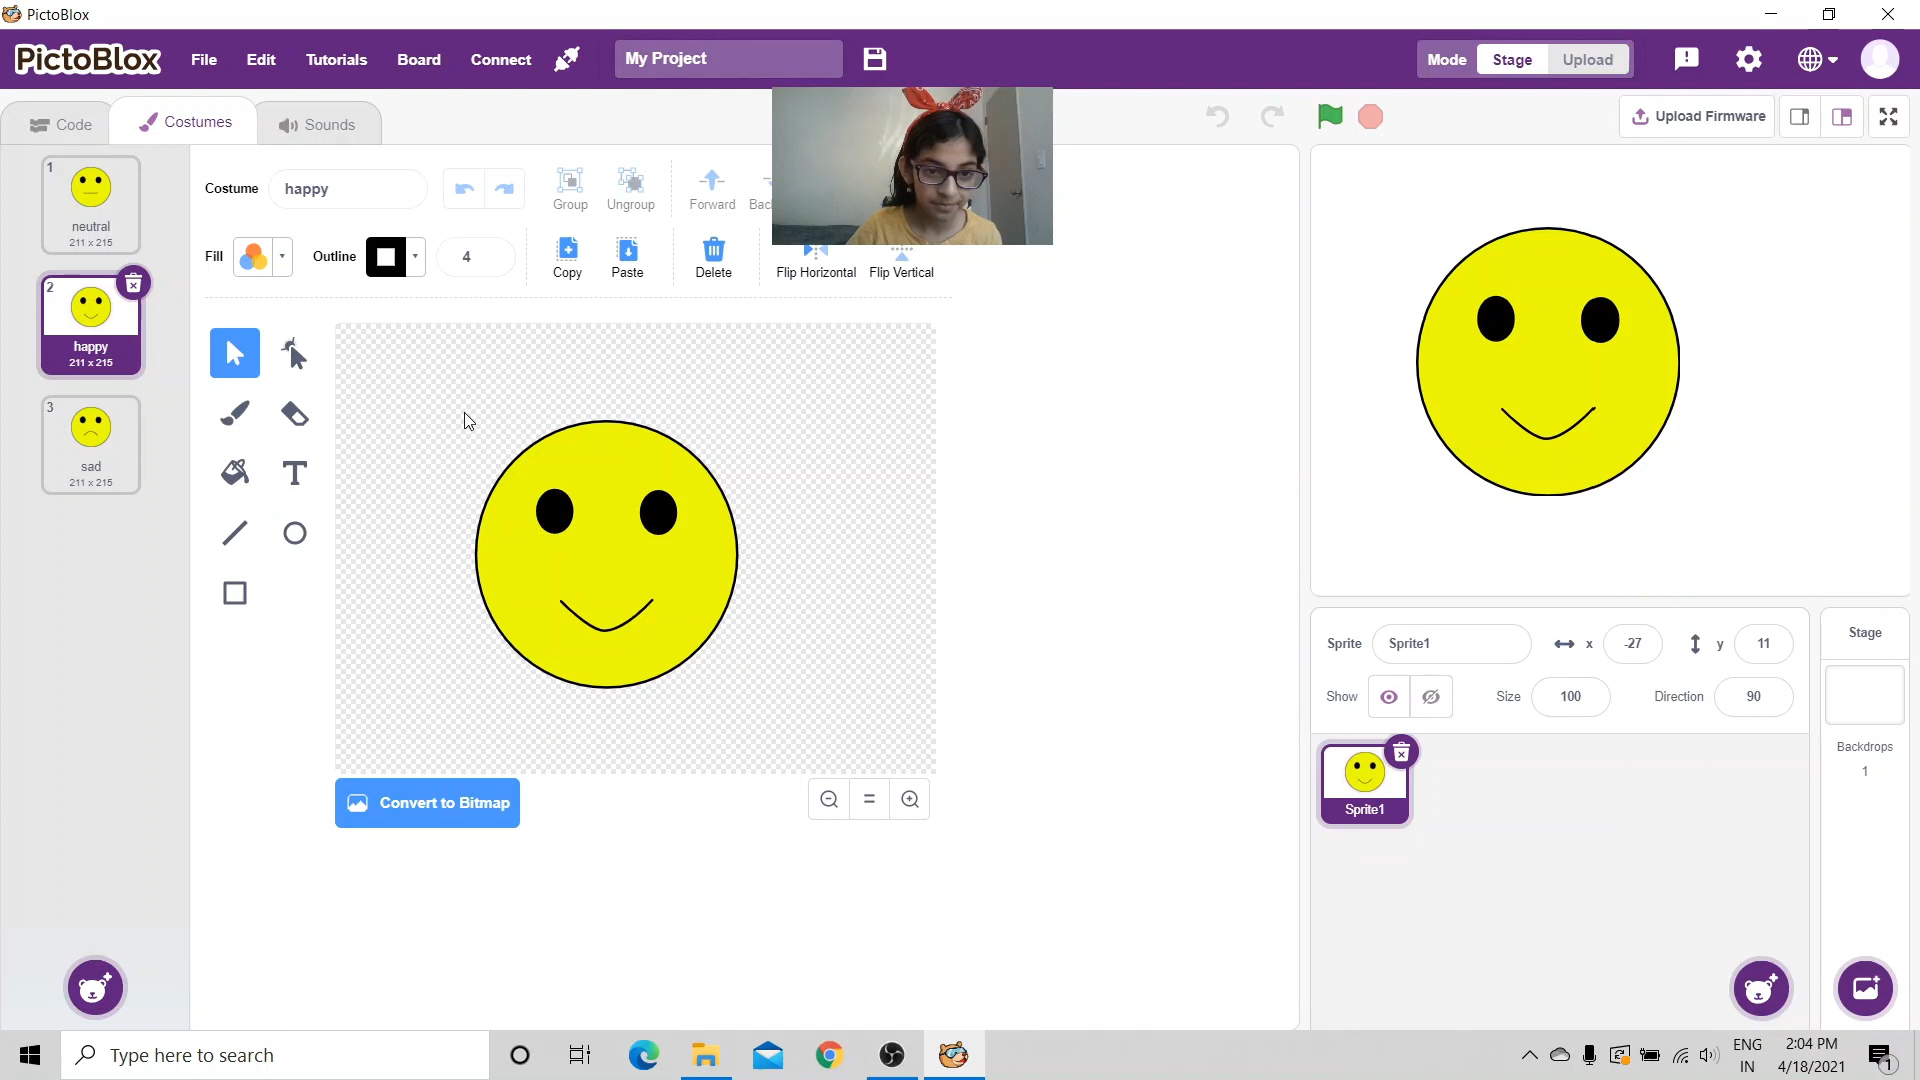 PictoBlox
PictoBlox File Edit Tutorials Board Connect My Project Mode Stage Upload
Code Costumes Sounds Upload Firmware
1
neutral
211 x 215
2
happy
211 x 215
3
sad
211 x 215
Costume happy Group Ungroup Forward
Fill Outline 4 Copy Paste Delete Flip Horizontal Flip Vertical
Convert to Bitmap
Sprite Sprite1 x -27 y 11
Show Size 100 Direction 90
Sprite1
Stage
Backdrops
1
Type here to search
ENG
IN
2:04 PM
4/18/2021
1